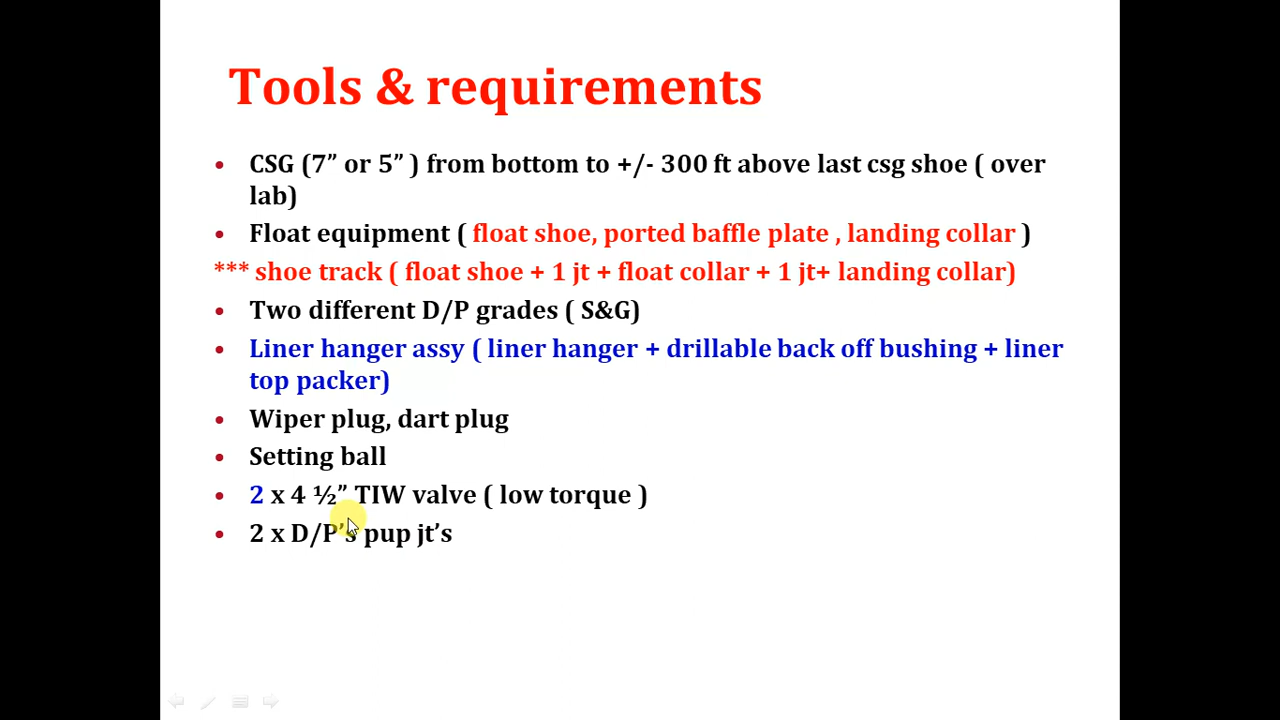 Tools & requirements
• CSG (7” or 5” ) from bottom to +/- 300 ft above last csg shoe ( over
lab)
• Float equipment ( float shoe, ported baffle plate , landing collar )
*** shoe track ( float shoe + 1 jt + float collar + 1 jt+ landing collar)
• Two different D/P grades ( S&G)
• Liner hanger assy ( liner hanger + drillable back off bushing + liner
top packer)
• Wiper plug, dart plug
• Setting ball
• 2 x 4 ½” TIW valve ( low torque )
• 2 x D/P’s pup jt’s